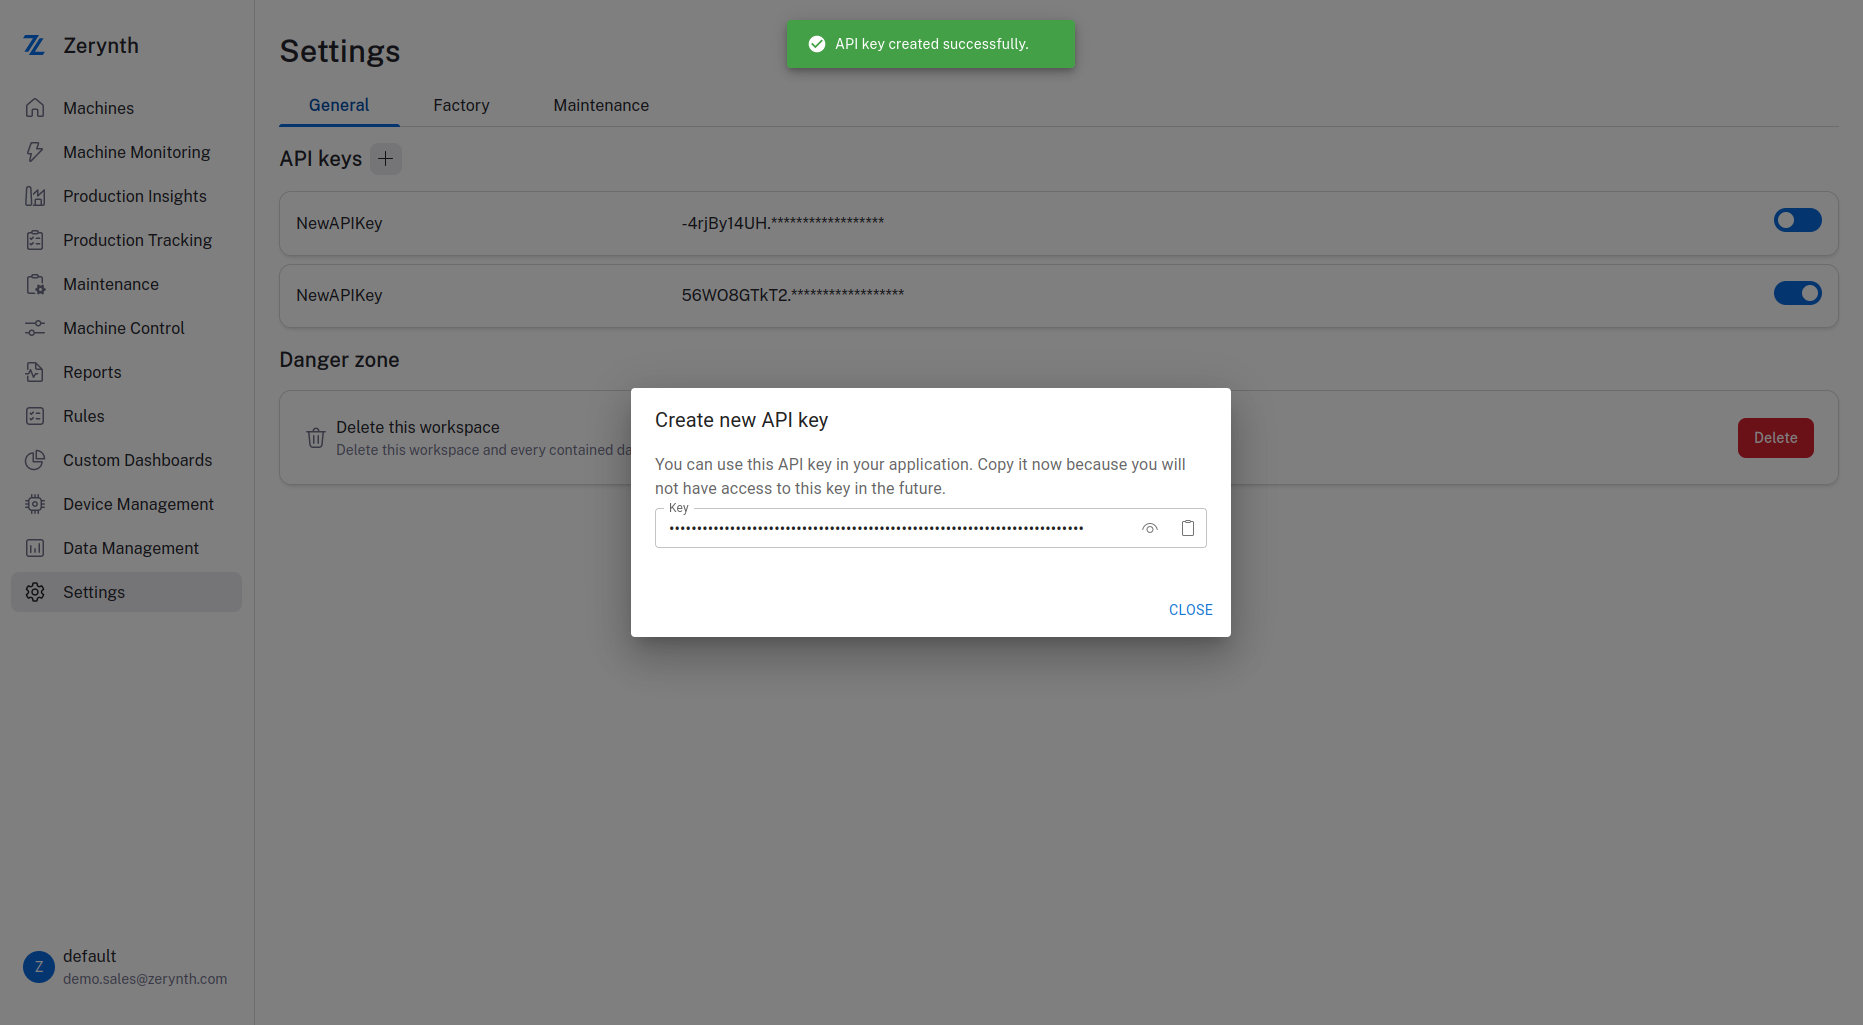 Zerynth
Machines
Machine Monitoring
Production Insights
Production Tracking
Maintenance
Machine Control
Reports
Rules
Custom Dashboards
Device Management
Data Management
Settings
Z
default
demo.sales@zerynth.com
Settings
API key created successfully.
General Factory Maintenance
API keys
NewAPIKey -4rjBy14UH.******************
NewAPIKey 56WO8GTkT2.******************
Danger zone
Delete this workspace
Delete this workspace and every contained da
Delete
Create new API key
You can use this API key in your application. Copy it now because you will
not have access to this key in the future.
Key
•••••••••••••••••••••••••••••••••••••••••••••••••••••••••••••••••••••••••••
CLOSE